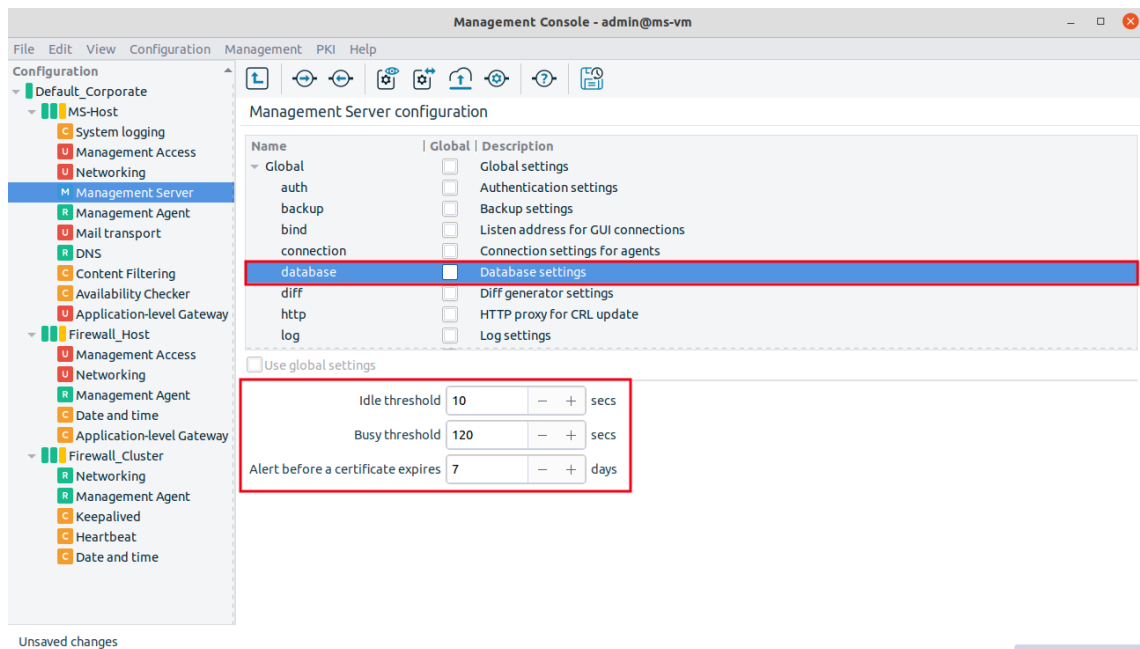 Management Console - admin@ms-vm
File Edit View Configuration Management PKI Help
Configuration
Default_Corporate
MS-Host
C System logging
U Management Access
U Networking
M Management Server
R Management Agent
U Mail transport
R DNS
C Content Filtering
C Availability Checker
U Application-level Gateway
Firewall_Host
U Management Access
U Networking
R Management Agent
C Date and time
C Application-level Gateway
Firewall_Cluster
R Networking
R Management Agent
C Keepalived
C Heartbeat
C Date and time
Management Server configuration
Name | Global | Description
Global Global settings
auth Authentication settings
backup Backup settings
bind Listen address for GUI connections
connection Connection settings for agents
database Database settings
diff Diff generator settings
http HTTP proxy for CRL update
log Log settings
Use global settings
Idle threshold 10 − + secs
Busy threshold 120 − + secs
Alert before a certificate expires 7 − + days
Unsaved changes